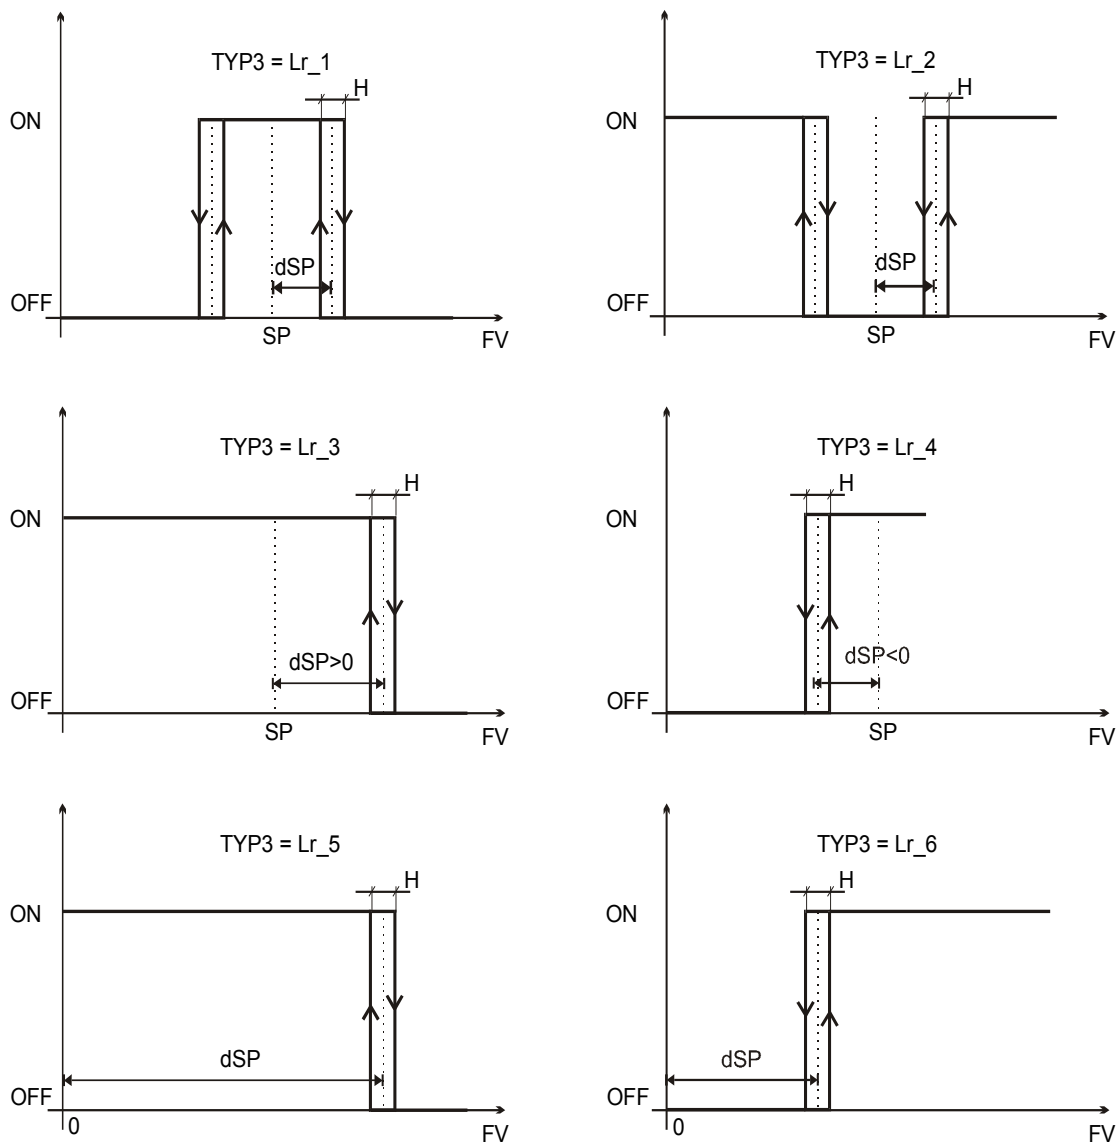 TYP3 = Lr_1
H
ON
dSP
OFF
SP
FV
TYP3 = Lr_2
H
ON
dSP
OFF
SP
FV
TYP3 = Lr_3
H
ON
dSP>0
OFF
SP
FV
TYP3 = Lr_4
H
ON
dSP<0
OFF
SP
FV
TYP3 = Lr_5
H
ON
dSP
OFF
0
FV
TYP3 = Lr_6
H
ON
dSP
OFF
0
FV